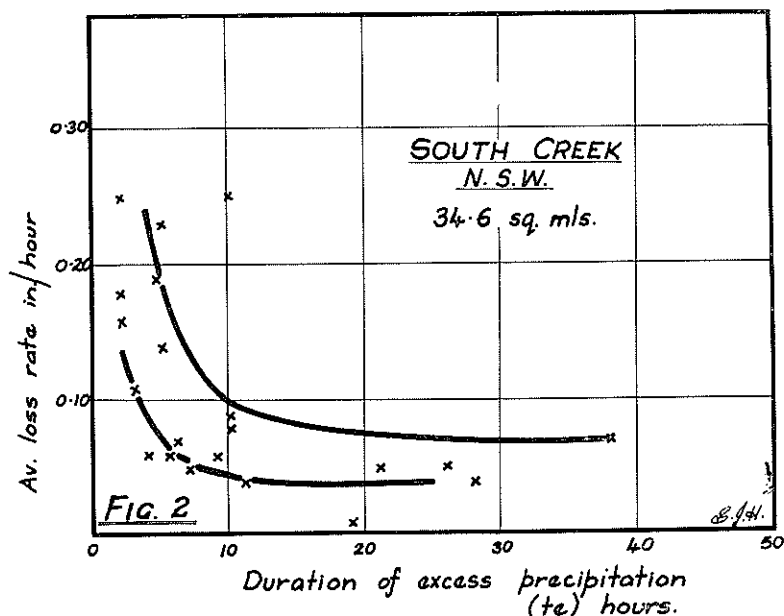 0.30
0.20
0.10
Av. loss rate in/hour
SOUTH CREEK
N.S.W.
34.6 sq. mls.
FIG. 2
E.J.H.
0 10 20 30 40 50
Duration of excess precipitation
(te) hours.